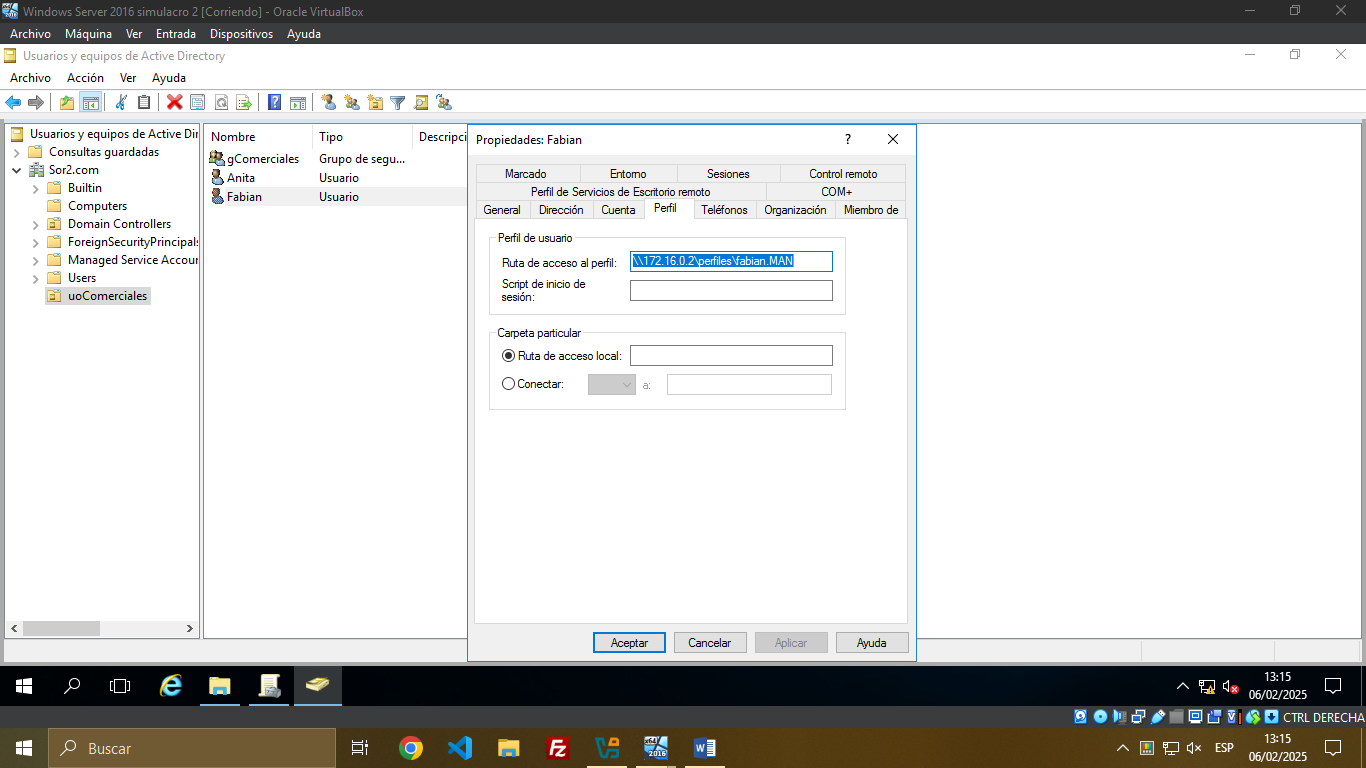 Windows Server 2016 simulacro 2 [Corriendo] - Oracle VirtualBox
Archivo Máquina Ver Entrada Dispositivos Ayuda
Usuarios y equipos de Active Directory
Archivo Acción Ver Ayuda
Usuarios y equipos de Active Dir
Consultas guardadas
Sor2.com
Builtin
Computers
Domain Controllers
ForeignSecurityPrincipals
Managed Service Accour
Users
uoComerciales
Nombre Tipo Descripci
gComerciales Grupo de segu...
Anita Usuario
Fabian Usuario
Propiedades: Fabian ?
Marcado Entorno Sesiones Control remoto
Perfil de Servicios de Escritorio remoto COM+
General Dirección Cuenta Perfil Teléfonos Organización Miembro de
Perfil de usuario
Ruta de acceso al perfil: \\172.16.0.2\perfiles\fabian.MAN
Script de inicio de
sesión:
Carpeta particular
Ruta de acceso local:
Conectar: a:
Aceptar Cancelar Aplicar Ayuda
13:15
06/02/2025
CTRL DERECHA
Buscar
ESP
13:15
06/02/2025